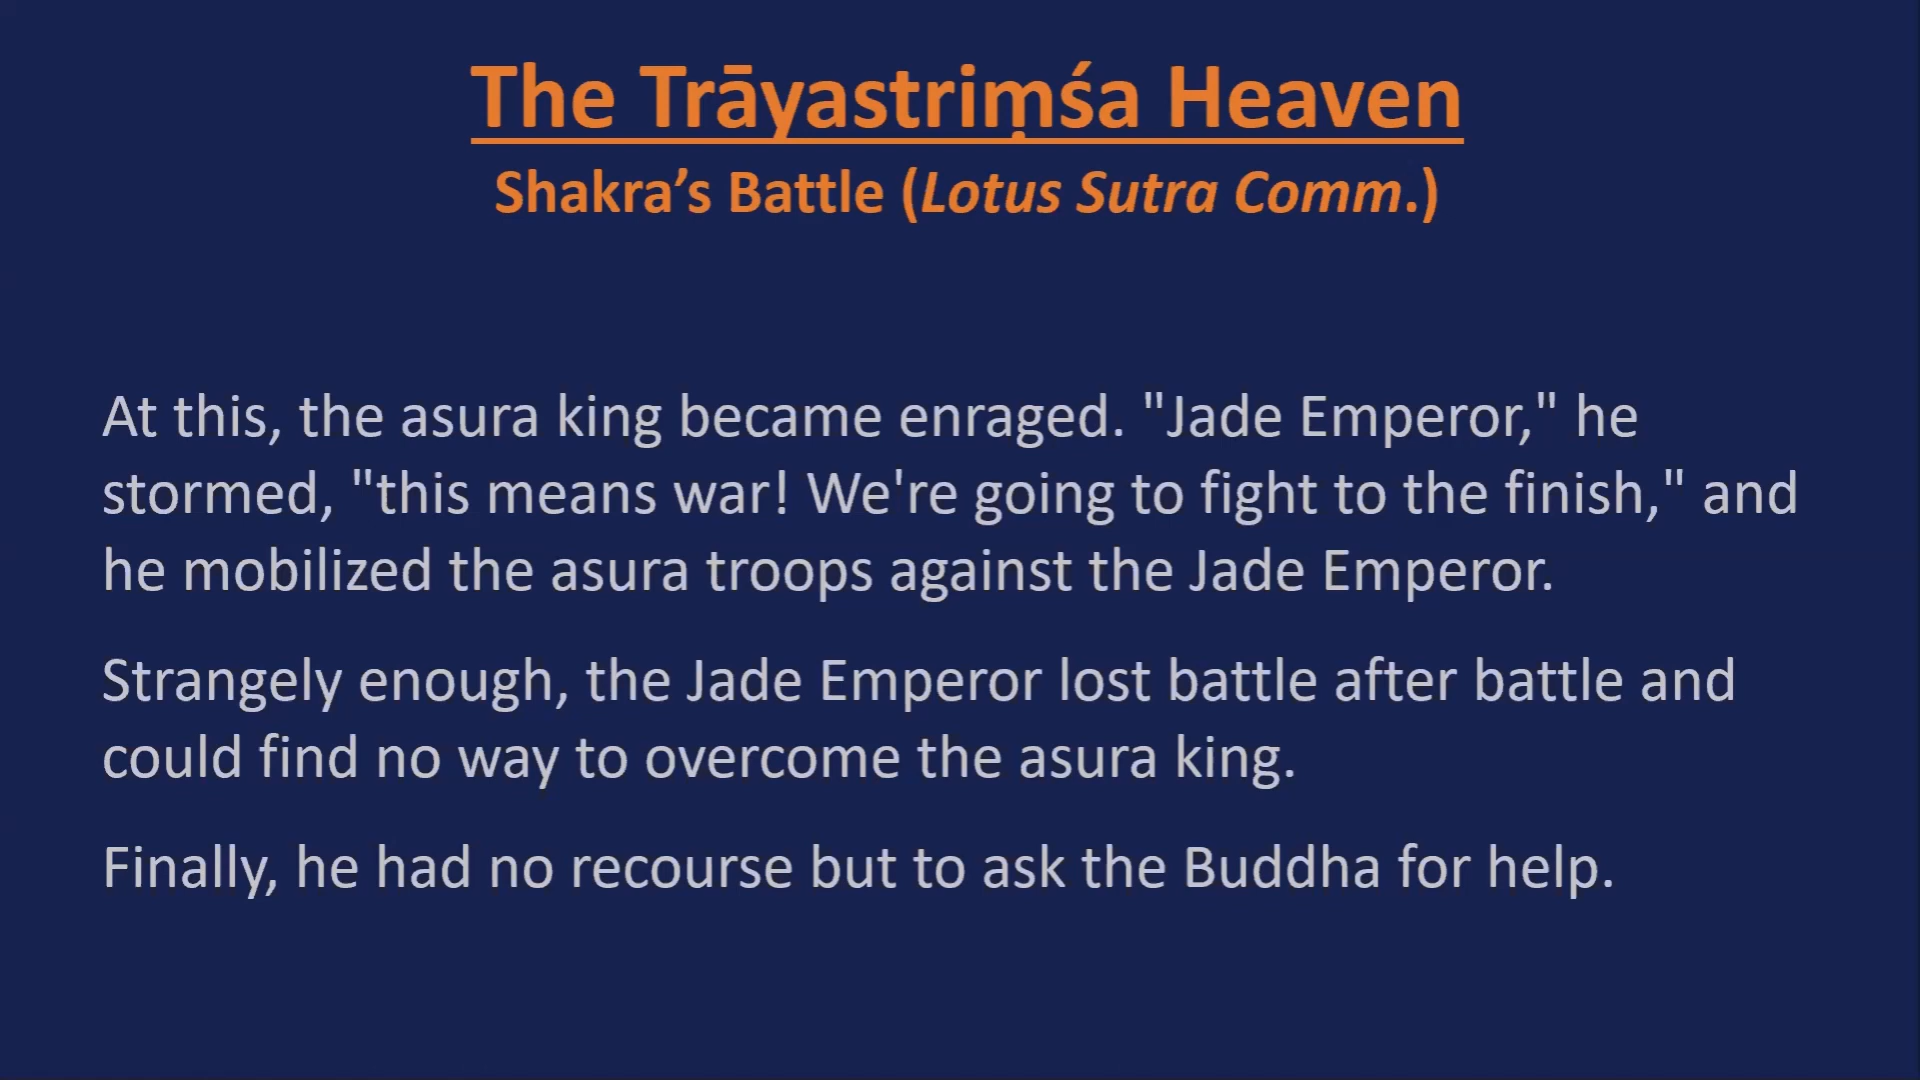 The Trāyastriṃśa Heaven
Shakra’s Battle (Lotus Sutra Comm.)
At this, the asura king became enraged. "Jade Emperor," he
stormed, "this means war! We're going to fight to the finish," and
he mobilized the asura troops against the Jade Emperor.
Strangely enough, the Jade Emperor lost battle after battle and
could find no way to overcome the asura king.
Finally, he had no recourse but to ask the Buddha for help.